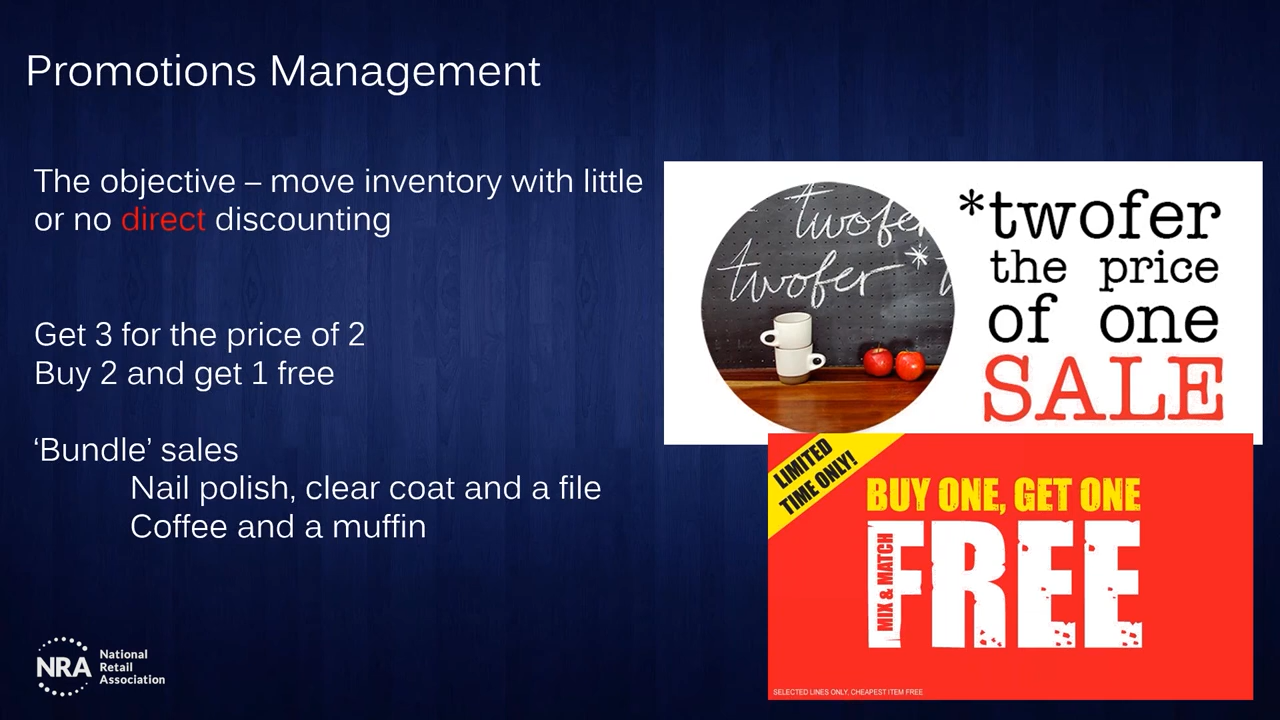 Promotions Management
The objective – move inventory with little
or no direct discounting
Get 3 for the price of 2
Buy 2 and get 1 free
‘Bundle’ sales
Nail polish, clear coat and a file
Coffee and a muffin
NRA
National
Retail
Association
twofe
twofer *
*twofer
the price
of one
SALE
LIMITED
TIME ONLY!
BUY ONE, GET ONE
MIX & MATCH
FREE
SELECTED LINES ONLY, CHEAPEST ITEM FREE